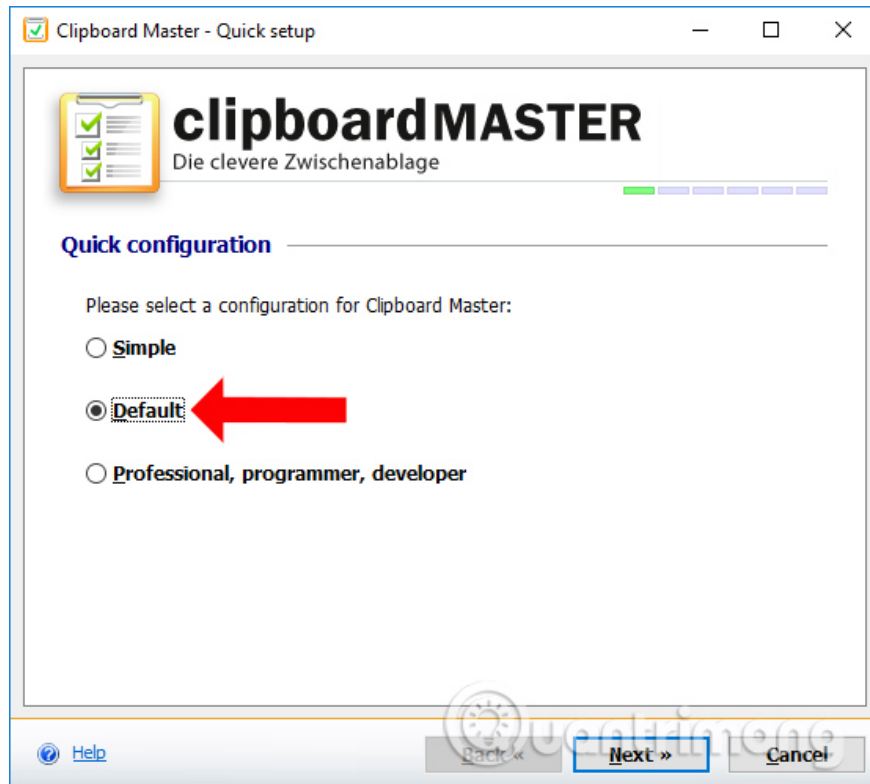 Clipboard Master - Quick setup
clipboardMASTER
Die clevere Zwischenablage
Quick configuration
Please select a configuration for Clipboard Master:
Simple
Default
Professional, programmer, developer
Quantrimang
Help
Back «
Next »
Cancel